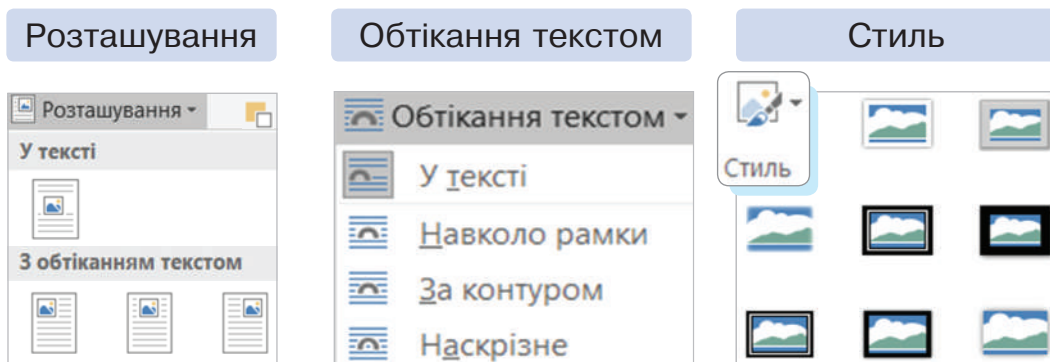 Розташування
Обтікання текстом
Стиль
Розташування
У тексті
З обтіканням текстом
Обтікання текстом
У тексті
Навколо рамки
За контуром
Наскрізне
Стиль